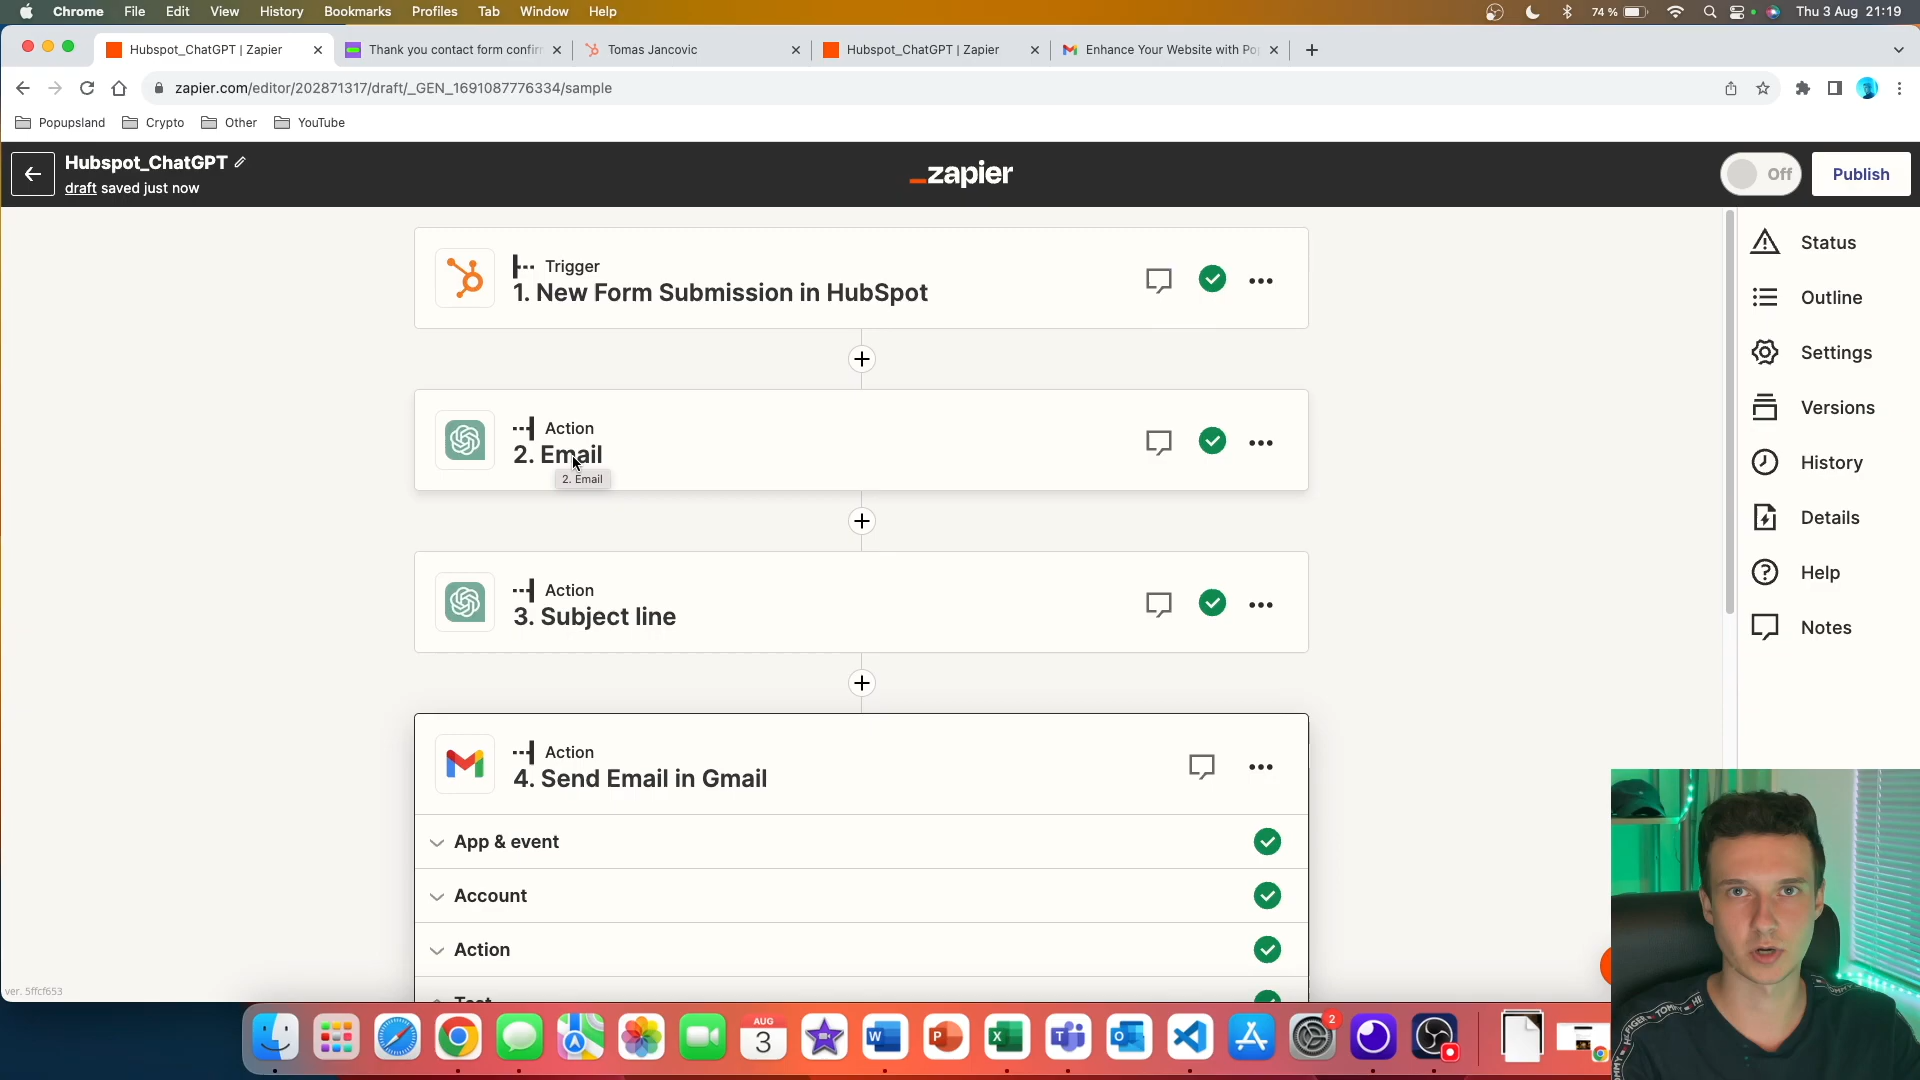 Chrome File Edit View History Bookmarks Profiles Tab Window Help
74 % Thu 3 Aug 21:19
Hubspot_ChatGPT | Zapier
Thank you contact form confirm
Tomas Jancovic
Hubspot_ChatGPT | Zapier
Enhance Your Website with Po
zapier.com/editor/202871317/draft/_GEN_1691087776334/sample
Popupsland Crypto Other YouTube
Hubspot_ChatGPT
draft saved just now
_zapier
Off
Publish
Trigger
1. New Form Submission in HubSpot
Action
2. Email
2. Email
Action
3. Subject line
Action
4. Send Email in Gmail
App & event
Account
Action
Test
Status
Outline
Settings
Versions
History
Details
Help
Notes
ver. 5ffcf653
AUG
3
2